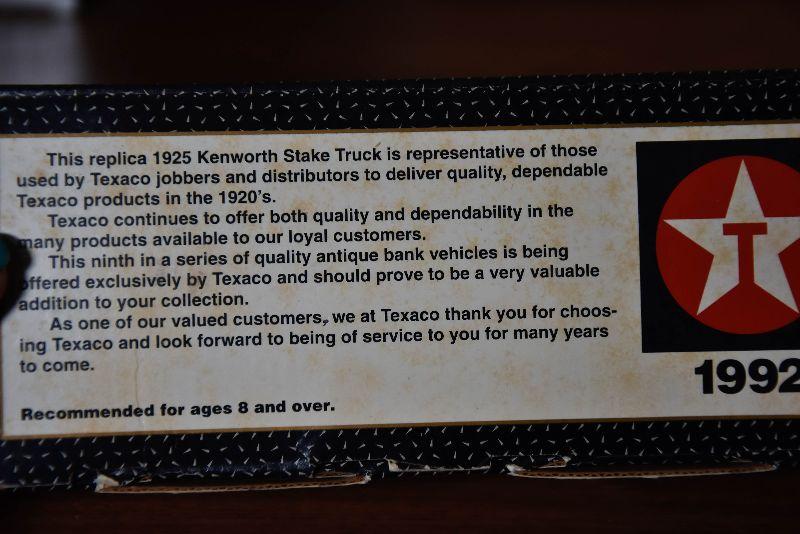 This replica 1925 Kenworth Stake Truck is representative of those
used by Texaco jobbers and distributors to deliver quality, dependable
Texaco products in the 1920's.
Texaco continues to offer both quality and dependability in the
many products available to our loyal customers.
This ninth in a series of quality antique bank vehicles is being
offered exclusively by Texaco and should prove to be a very valuable
addition to your collection.
As one of our valued customers, we at Texaco thank you for choos-
ing Texaco and look forward to being of service to you for many years
to come.
Recommended for ages 8 and over.
T
1992